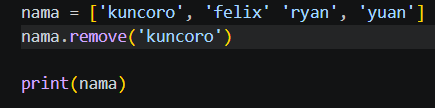 nama = ['kuncoro', 'felix' 'ryan', 'yuan']
nama.remove('kuncoro')
print(nama)